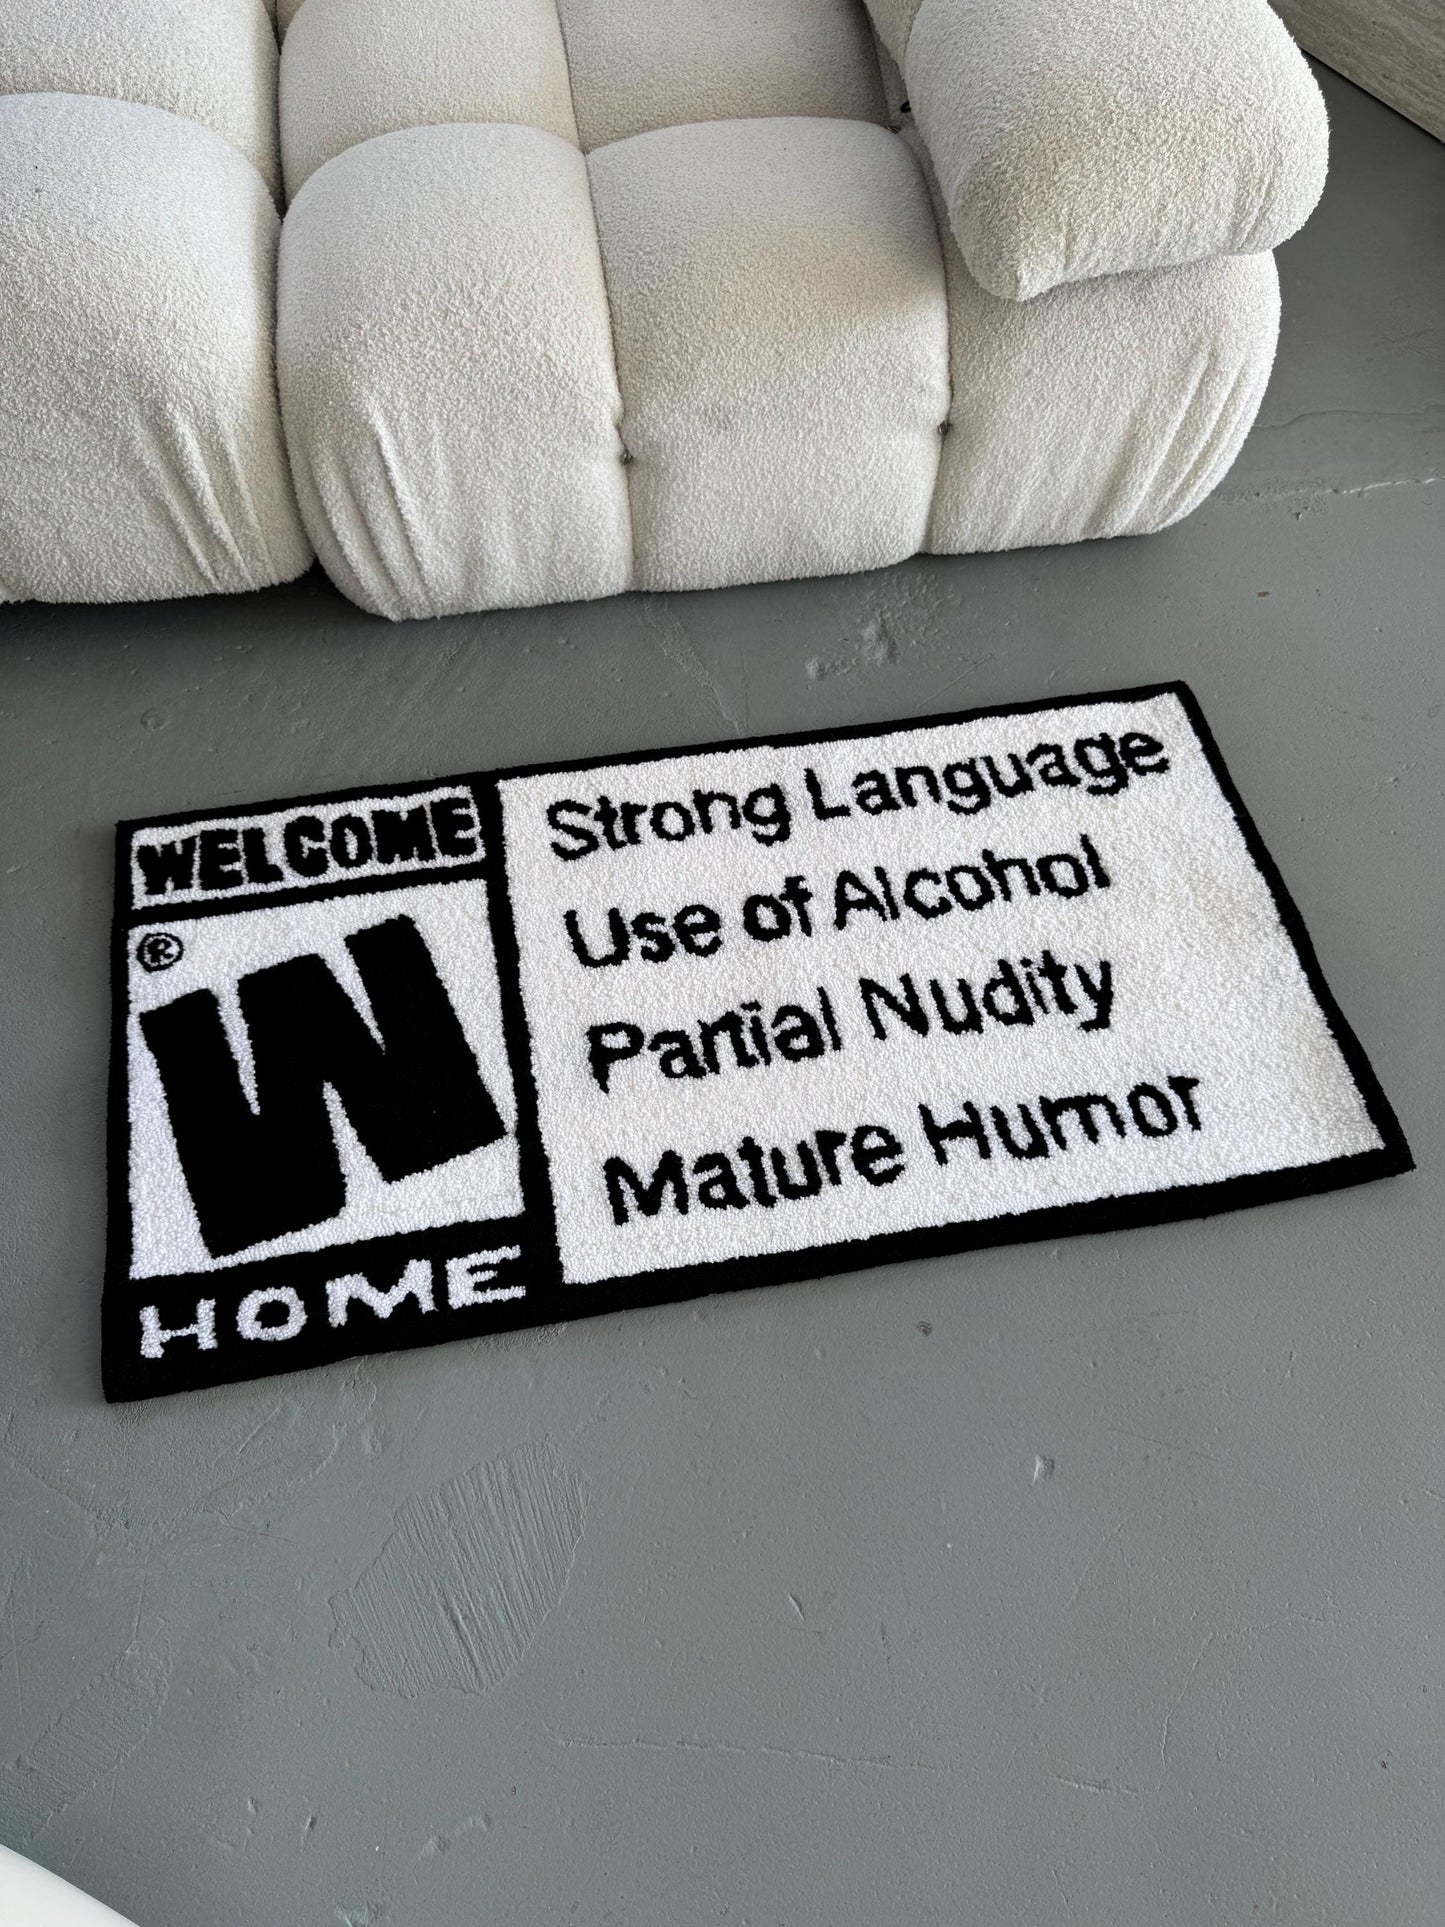 WELCOME
®
W
HOME
Strong Language
Use of Alcohol
Partial Nudity
Mature Humor